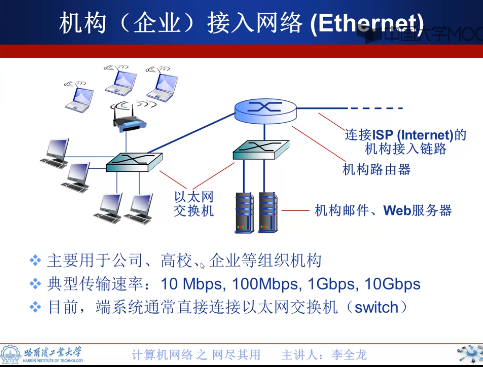 机构（企业）接入网络 (Ethernet)
中国大学MOOC
连接ISP (Internet)的
机构接入链路
机构路由器
以太网
交换机
机构邮件、Web服务器
主要用于公司、高校、企业等组织机构
典型传输速率：10 Mbps, 100Mbps, 1Gbps, 10Gbps
目前，端系统通常直接连接以太网交换机（switch）
哈尔滨工业大学
HARBIN INSTITUTE OF TECHNOLOGY
计算机网络 之 网尽其用 主讲人：李全龙